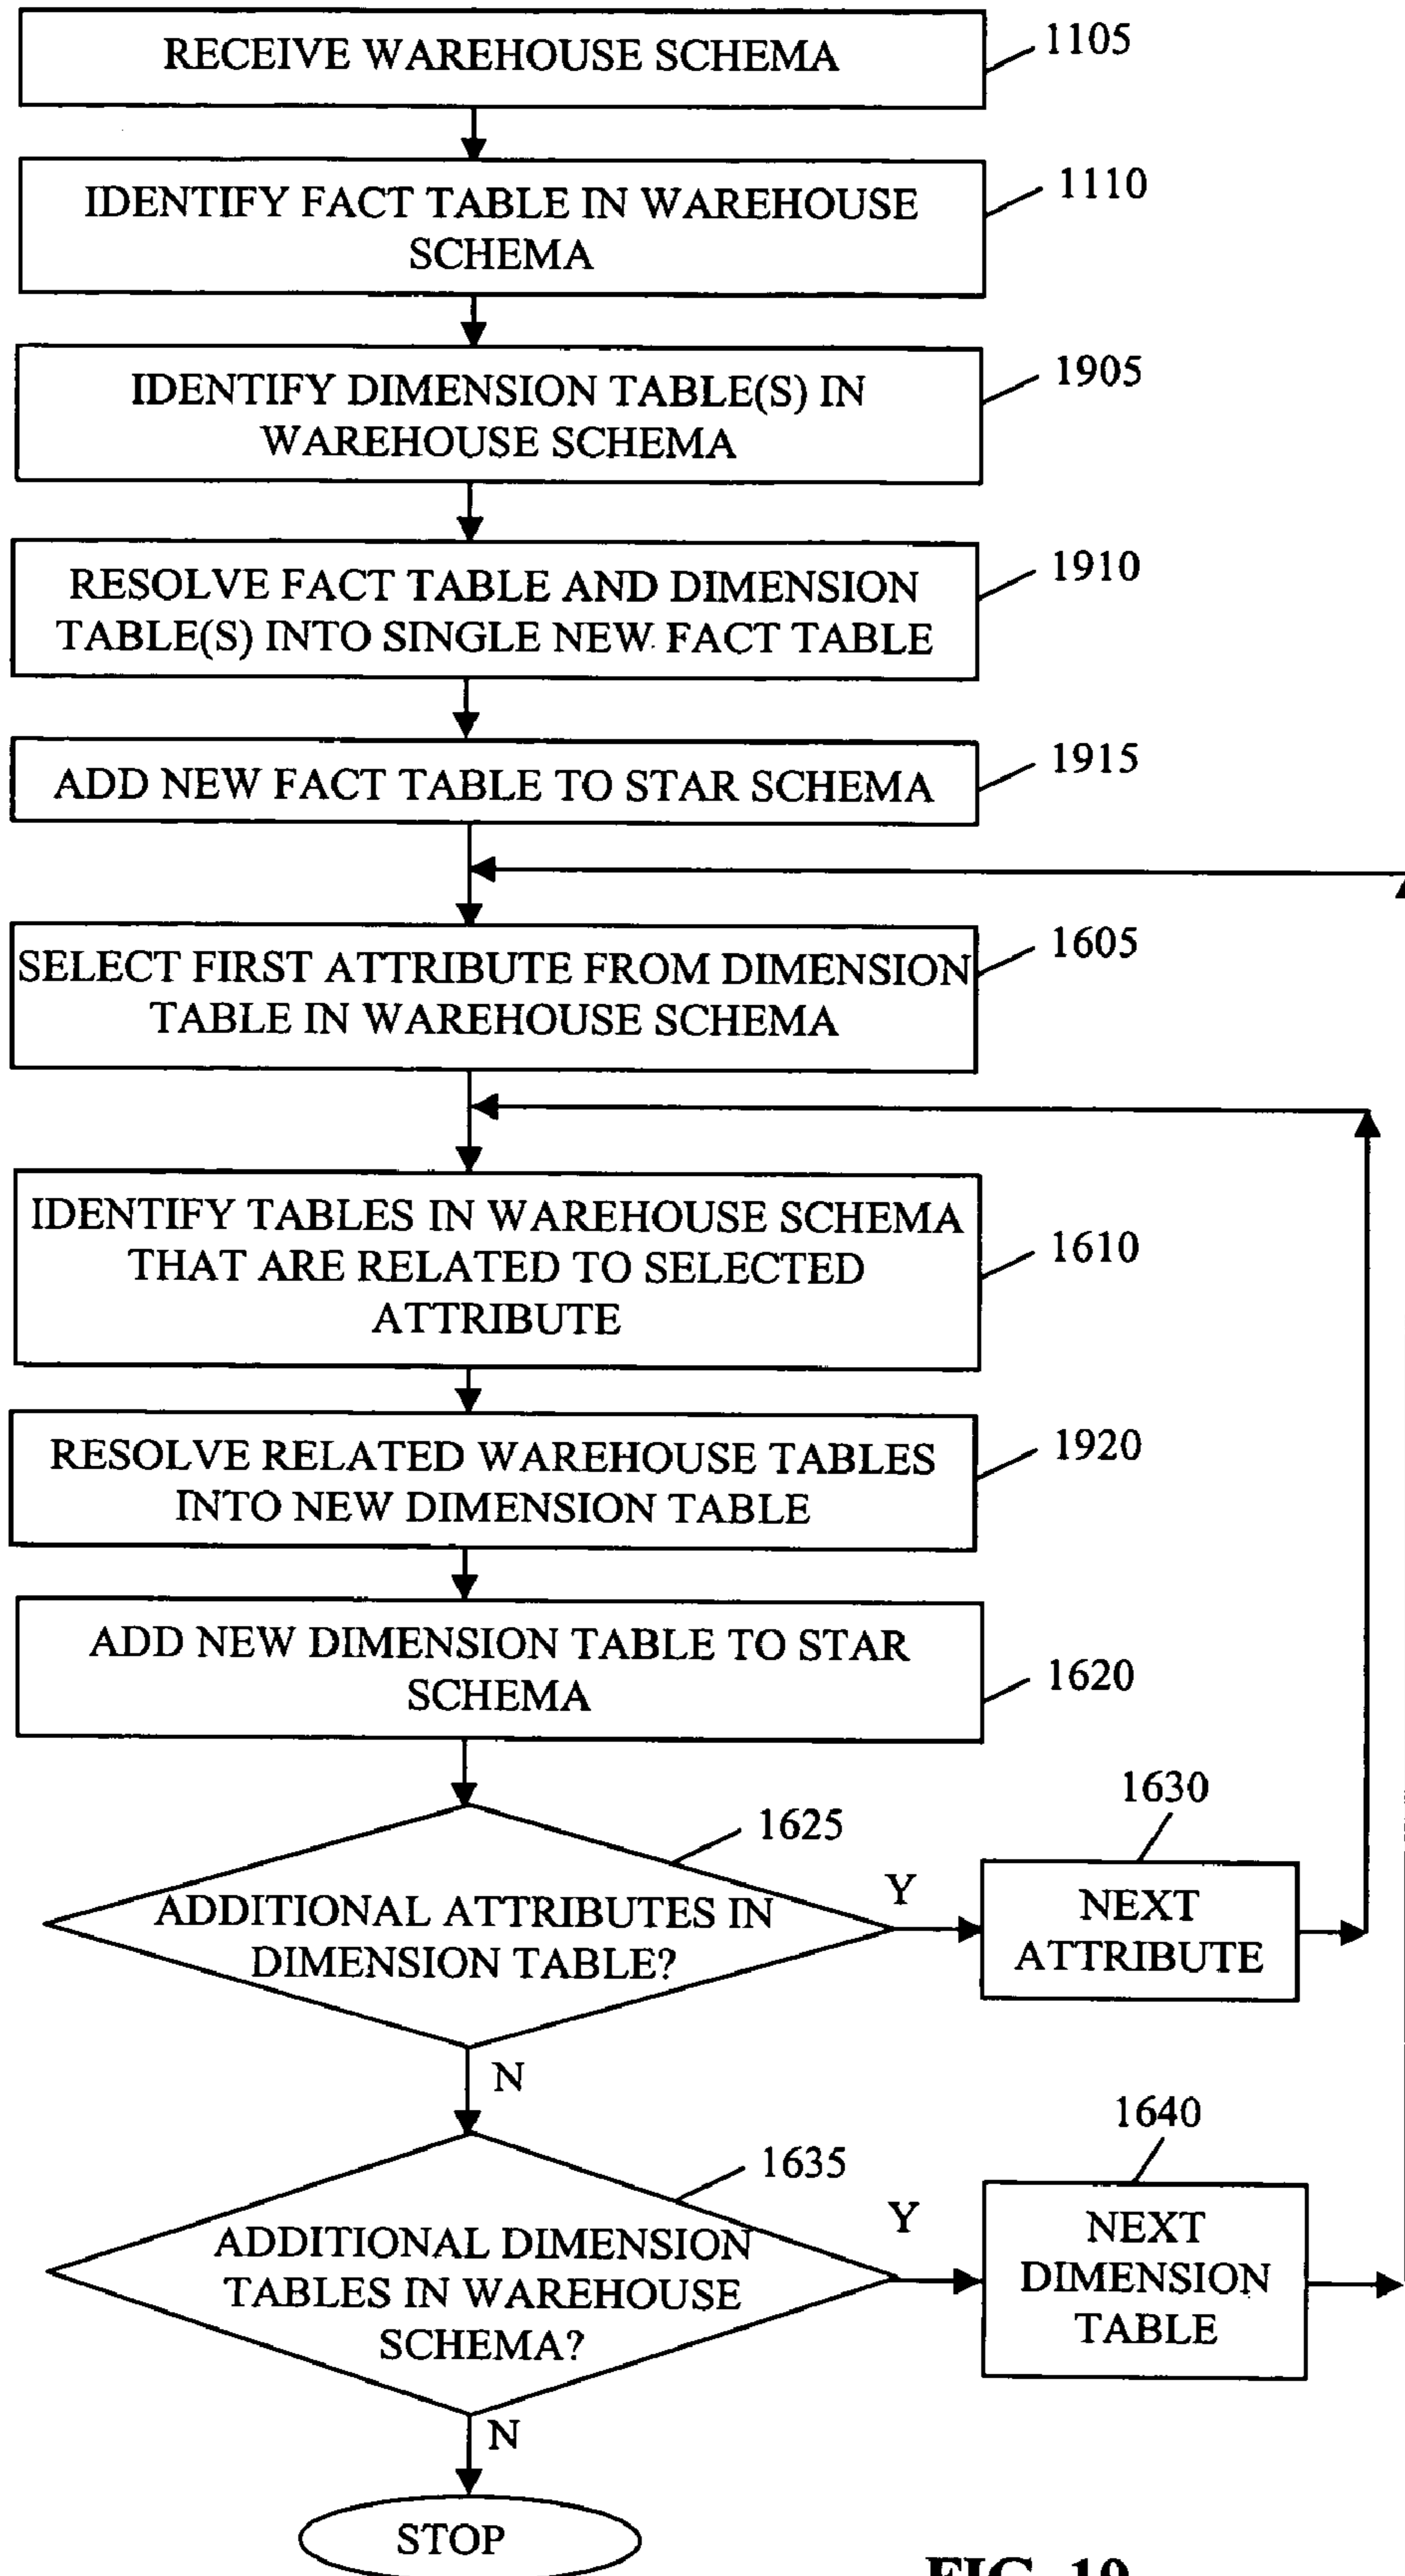 RECEIVE WAREHOUSE SCHEMA
1105
IDENTIFY FACT TABLE IN WAREHOUSE
SCHEMA
1110
IDENTIFY DIMENSION TABLE(S) IN
WAREHOUSE SCHEMA
1905
RESOLVE FACT TABLE AND DIMENSION
TABLE(S) INTO SINGLE NEW FACT TABLE
1910
ADD NEW FACT TABLE TO STAR SCHEMA
1915
SELECT FIRST ATTRIBUTE FROM DIMENSION
TABLE IN WAREHOUSE SCHEMA
1605
IDENTIFY TABLES IN WAREHOUSE SCHEMA
THAT ARE RELATED TO SELECTED
ATTRIBUTE
1610
RESOLVE RELATED WAREHOUSE TABLES
INTO NEW DIMENSION TABLE
1920
ADD NEW DIMENSION TABLE TO STAR
SCHEMA
1620
1625
ADDITIONAL ATTRIBUTES IN
DIMENSION TABLE?
Y
1630
NEXT
ATTRIBUTE
N
1635
ADDITIONAL DIMENSION
TABLES IN WAREHOUSE
SCHEMA?
Y
1640
NEXT
DIMENSION
TABLE
N
STOP
FIG. 19